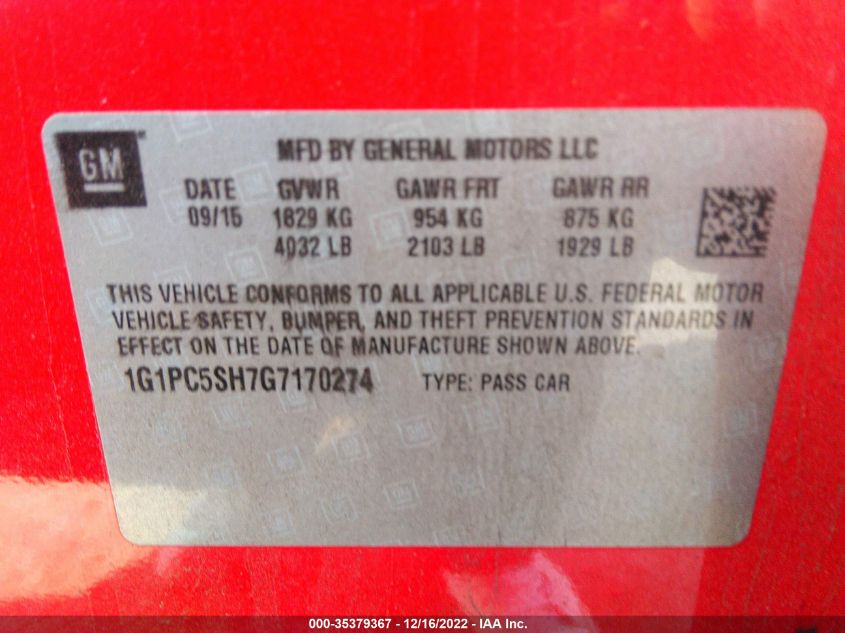 GM
MFD BY GENERAL MOTORS LLC
DATE GVWR GAWR FRT GAWR RR
09/15 1829 KG 954 KG 875 KG
4032 LB 2103 LB 1929 LB
THIS VEHICLE CONFORMS TO ALL APPLICABLE U.S. FEDERAL MOTOR
VEHICLE SAFETY, BUMPER, AND THEFT PREVENTION STANDARDS IN
EFFECT ON THE DATE OF MANUFACTURE SHOWN ABOVE.
1G1PC5SH7G7170274 TYPE: PASS CAR
000-35379367 - 12/16/2022 - IAA Inc.